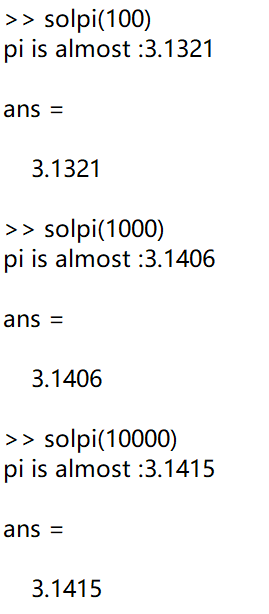 >> solpi(100)
pi is almost :3.1321
ans =
3.1321
>> solpi(1000)
pi is almost :3.1406
ans =
3.1406
>> solpi(10000)
pi is almost :3.1415
ans =
3.1415